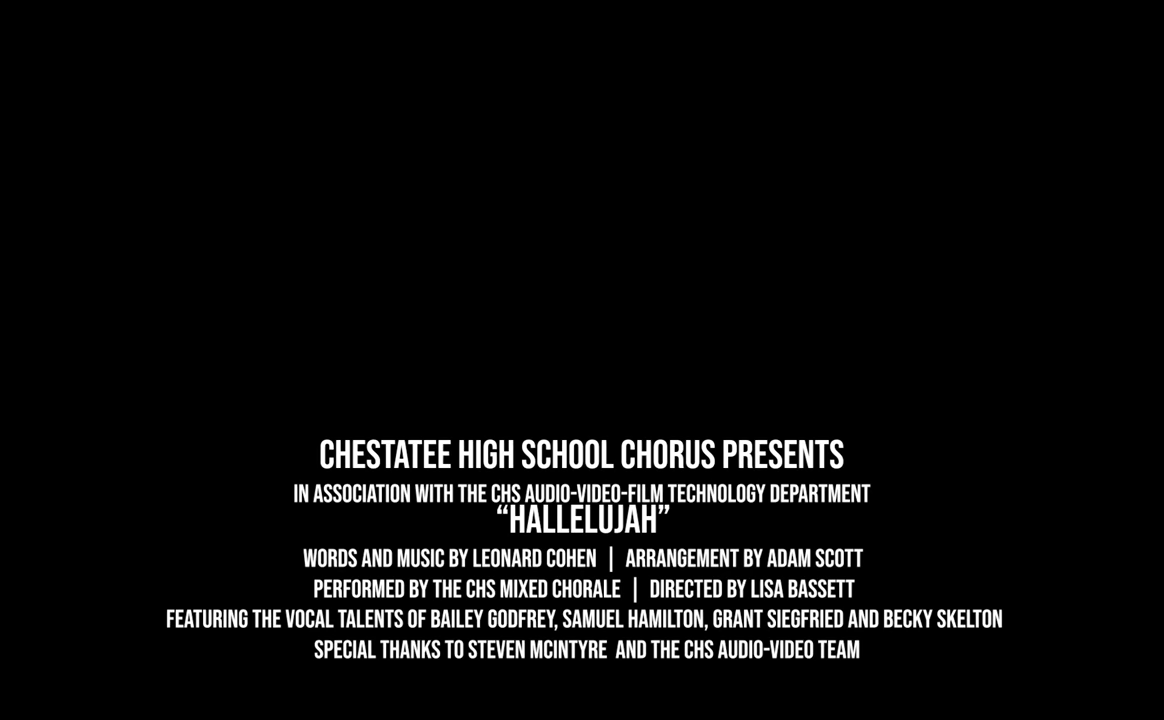 CHESTATEE HIGH SCHOOL CHORUS PRESENTS
IN ASSOCIATION WITH THE CHS AUDIO-VIDEO-FILM TECHNOLOGY DEPARTMENT
“HALLELUJAH”
WORDS AND MUSIC BY LEONARD COHEN | ARRANGEMENT BY ADAM SCOTT
PERFORMED BY THE CHS MIXED CHORALE | DIRECTED BY LISA BASSETT
FEATURING THE VOCAL TALENTS OF BAILEY GODFREY, SAMUEL HAMILTON, GRANT SIEGFRIED AND BECKY SKELTON
SPECIAL THANKS TO STEVEN MCINTYRE AND THE CHS AUDIO-VIDEO TEAM